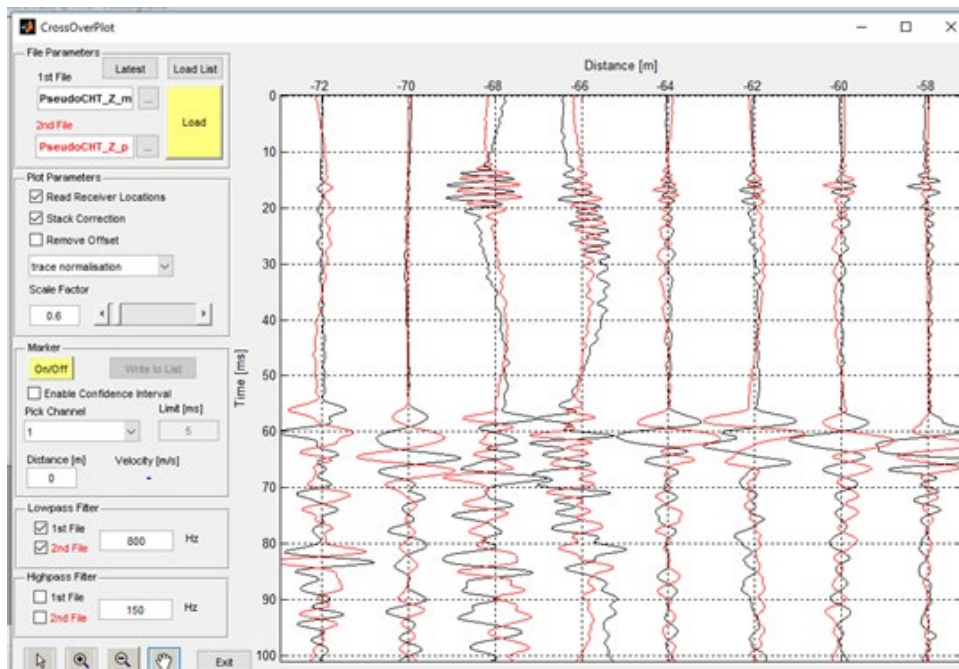 CrossOverPlot
File Parameters
Latest
Load List
1st File
PseudoCHT_Z_m
...
Load
2nd File
PseudoCHT_Z_p
...
Plot Parameters
Read Receiver Locations
Stack Correction
Remove Offset
trace normalisation
Scale Factor
0.6
Marker
On/Off
Write to List
Enable Confidence Interval
Pick Channel
Limit [ms]
1
5
Distance [m]
Velocity [m/s]
0
-
Lowpass Filter
1st File
2nd File
800
Hz
Highpass Filter
1st File
2nd File
150
Hz
Exit
Distance [m]
-72 -70 -68 -66 -64 -62 -60 -58
Time [ms]
0
10
20
30
40
50
60
70
80
90
100